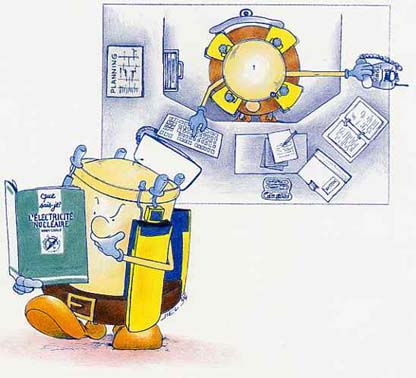 PLANNING
Que
sais-je?
L'ÉLECTRICITÉ
NUCLÉAIRE